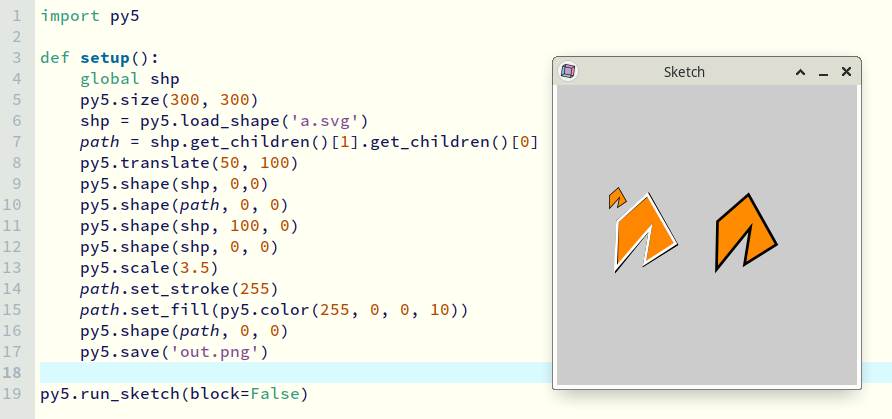 1 import py5
2
3 def setup():
4     global shp
5     py5.size(300, 300)
6     shp = py5.load_shape('a.svg')
7     path = shp.get_children()[1].get_children()[0]
8     py5.translate(50, 100)
9     py5.shape(shp, 0,0)
10     py5.shape(path, 0, 0)
11     py5.shape(shp, 100, 0)
12     py5.shape(shp, 0, 0)
13     py5.scale(3.5)
14     path.set_stroke(255)
15     path.set_fill(py5.color(255, 0, 0, 10))
16     py5.shape(path, 0, 0)
17     py5.save('out.png')
18
19 py5.run_sketch(block=False)
Sketch